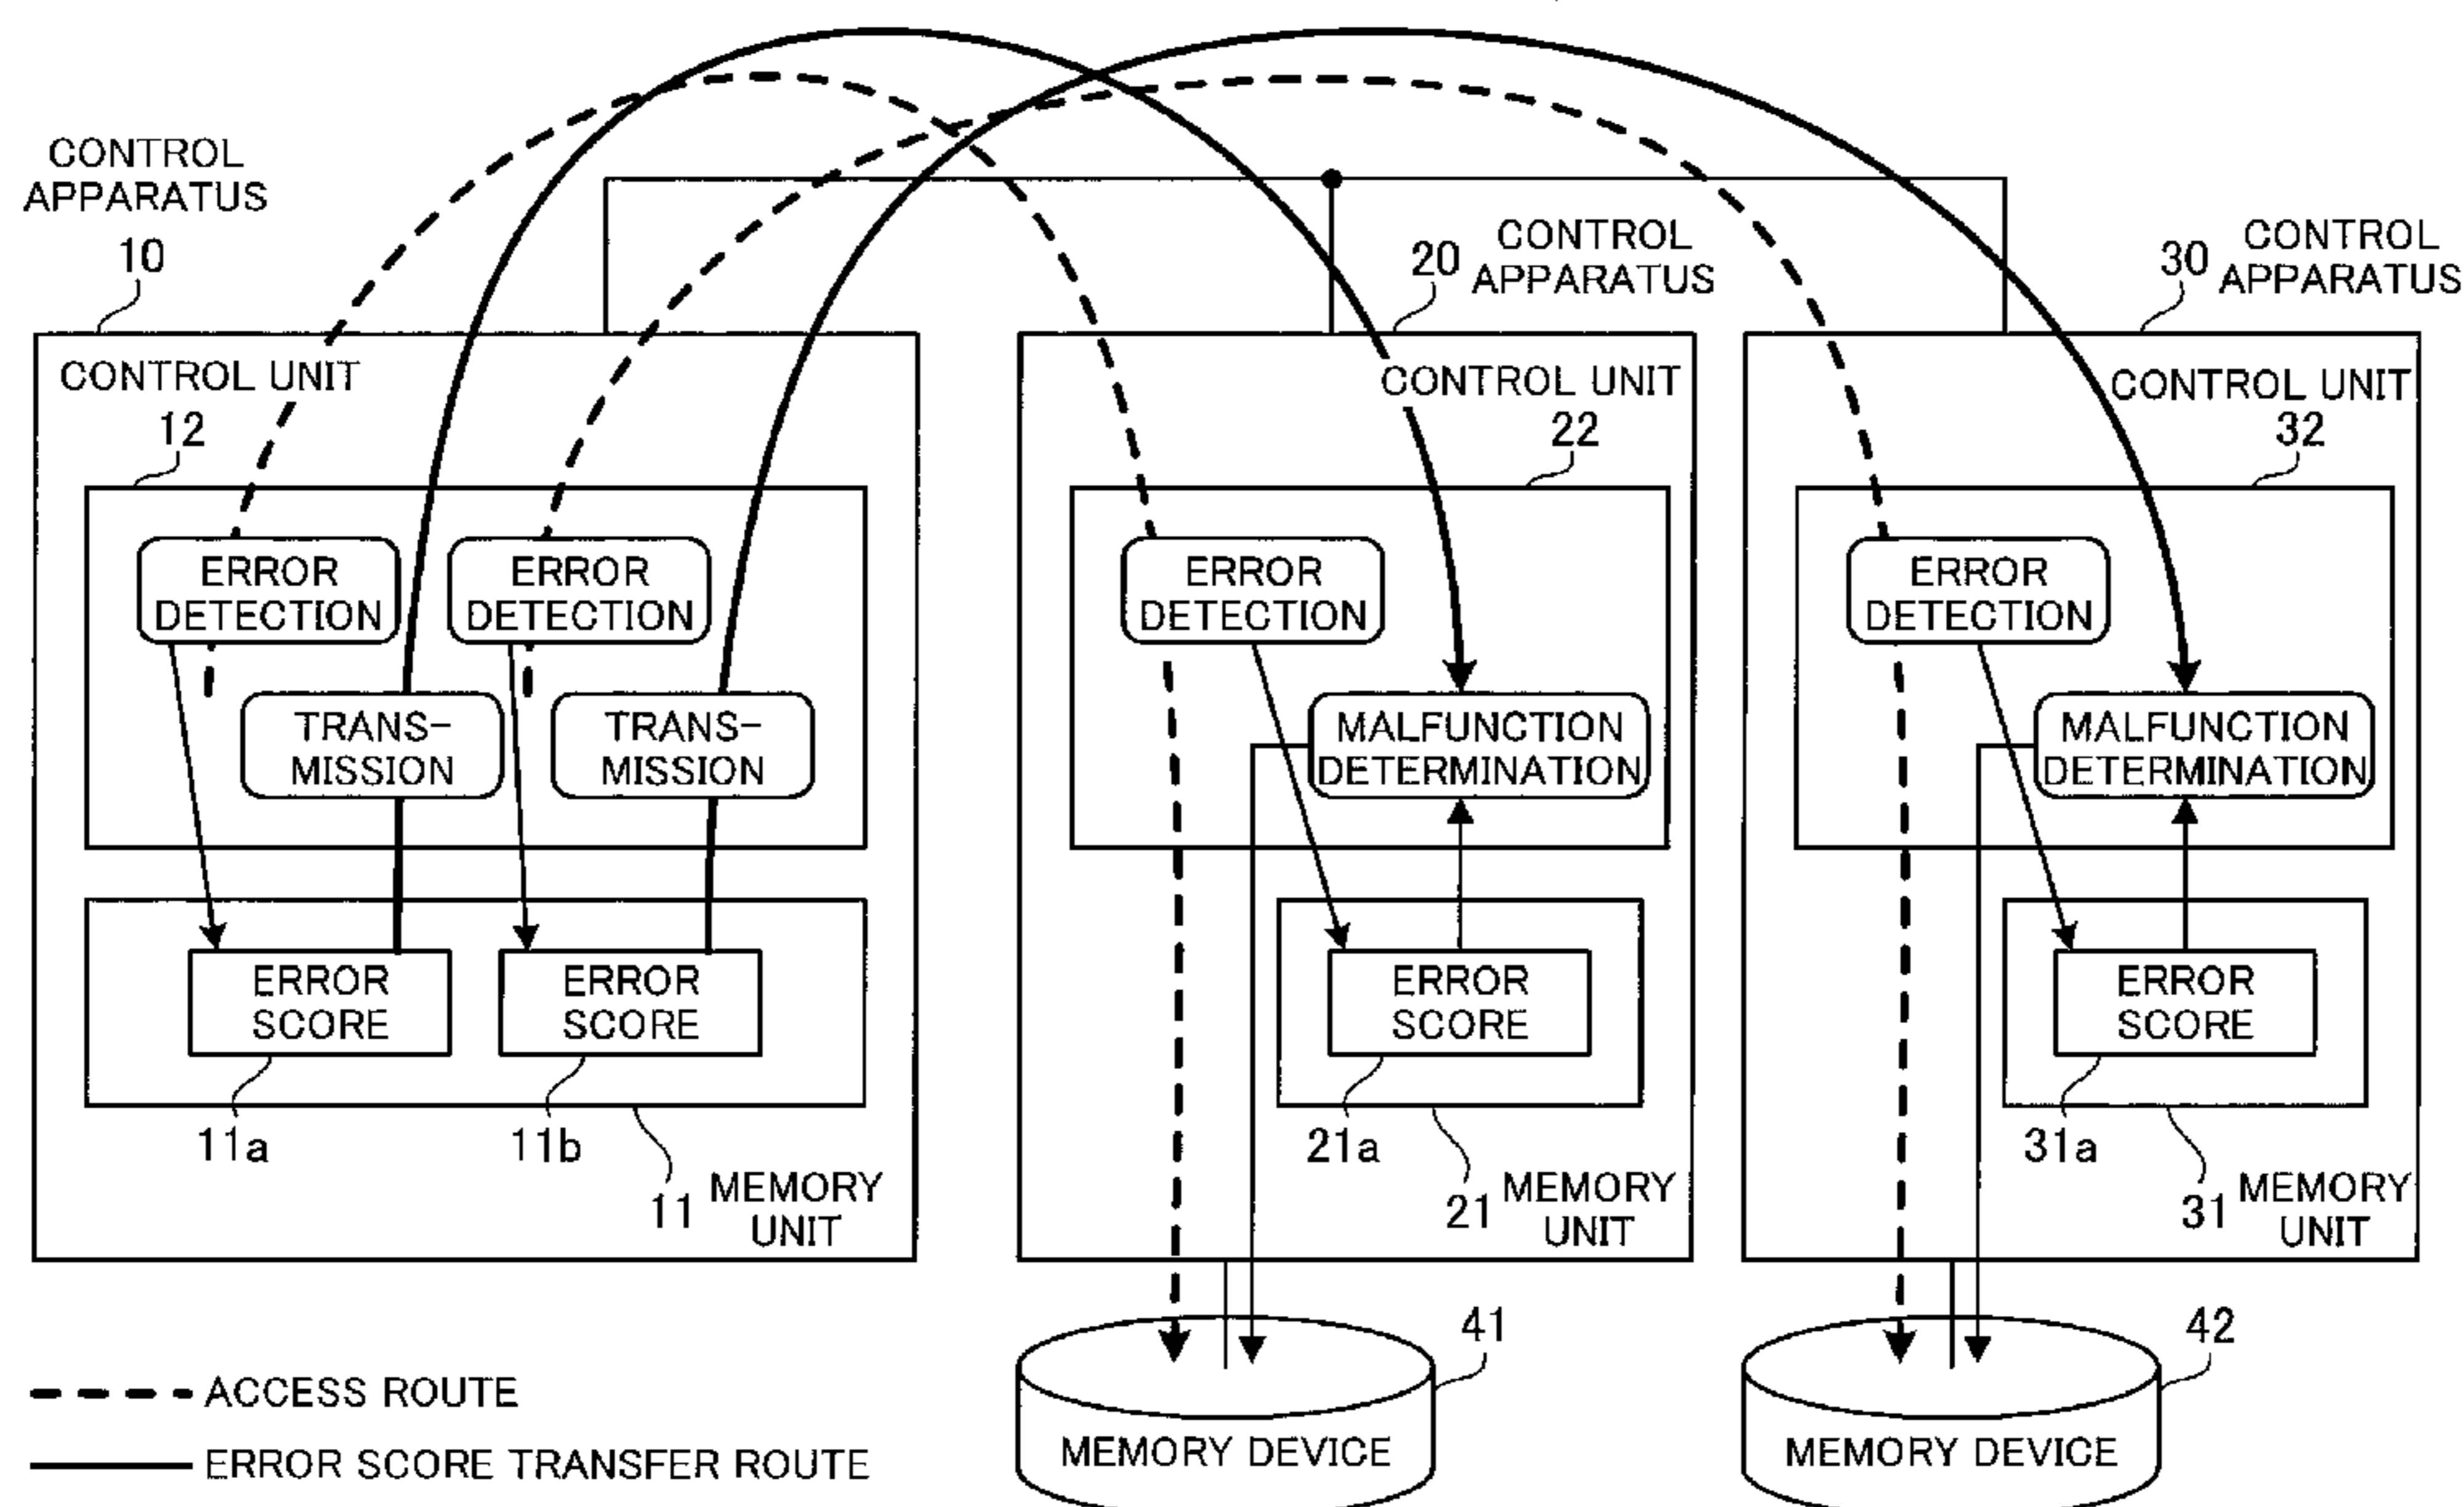 CONTROL
APPARATUS
10
20
CONTROL
APPARATUS
30
CONTROL
APPARATUS
CONTROL UNIT
12
CONTROL UNIT
22
CONTROL UNIT
32
ERROR
DETECTION
ERROR
DETECTION
ERROR
DETECTION
ERROR
DETECTION
TRANS-
MISSION
TRANS-
MISSION
MALFUNCTION
DETERMINATION
MALFUNCTION
DETERMINATION
ERROR
SCORE
ERROR
SCORE
ERROR
SCORE
ERROR
SCORE
11a
11b
21a
31a
11
MEMORY
UNIT
21
MEMORY
UNIT
31
MEMORY
UNIT
41
42
MEMORY DEVICE
MEMORY DEVICE
ACCESS ROUTE
ERROR SCORE TRANSFER ROUTE